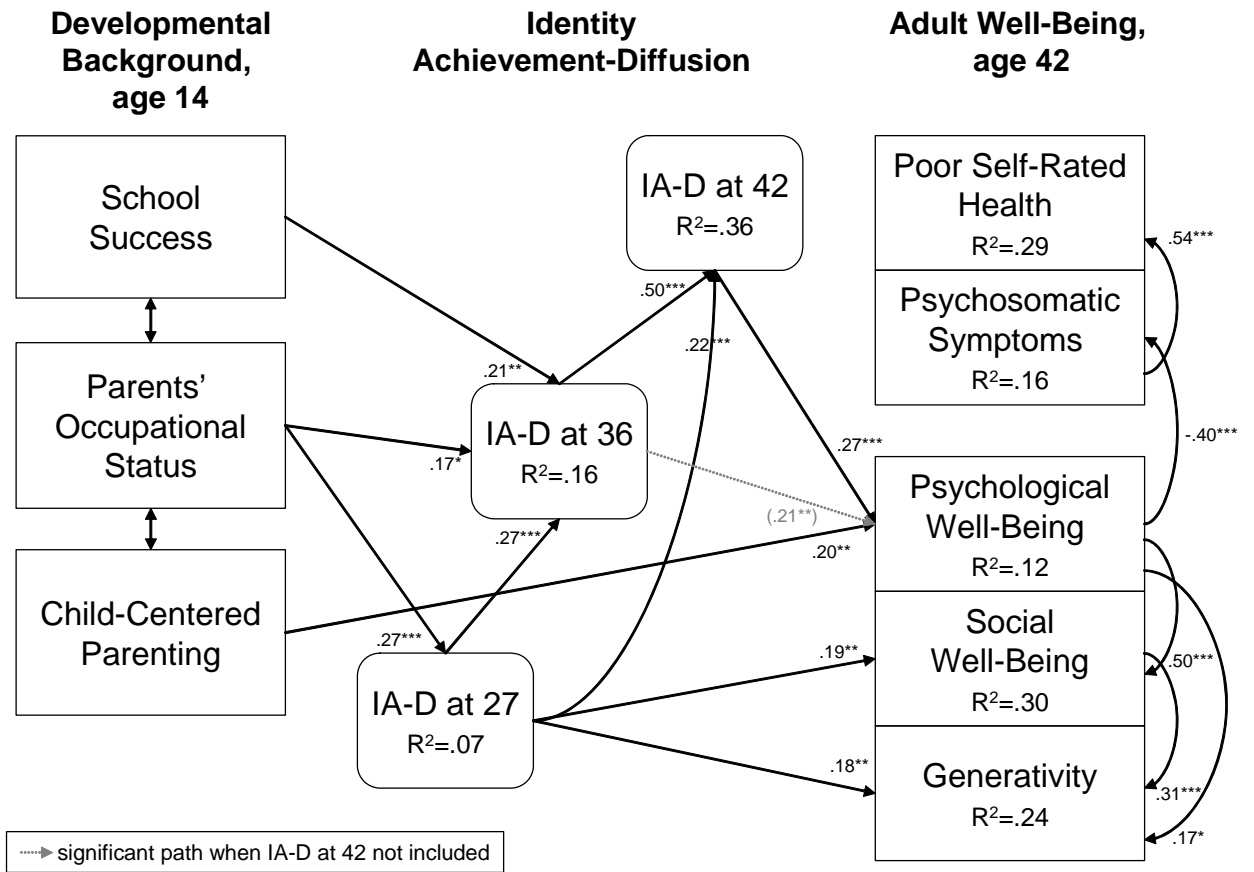 Developmental
Background,
age 14
Identity
Achievement-Diffusion
Adult Well-Being,
age 42
School
Success
Parents’
Occupational
Status
Child-Centered
Parenting
IA-D at 42
R²=.36
IA-D at 36
R²=.16
IA-D at 27
R²=.07
.50***
.22***
.21**
.17*
.27***
.27***
.27***
(.21**)
.20**
.19**
.18**
Poor Self-Rated
Health
R²=.29
Psychosomatic
Symptoms
R²=.16
Psychological
Well-Being
R²=.12
Social
Well-Being
R²=.30
Generativity
R²=.24
.54***
-.40***
.50***
.31***
.17*
significant path when IA-D at 42 not included